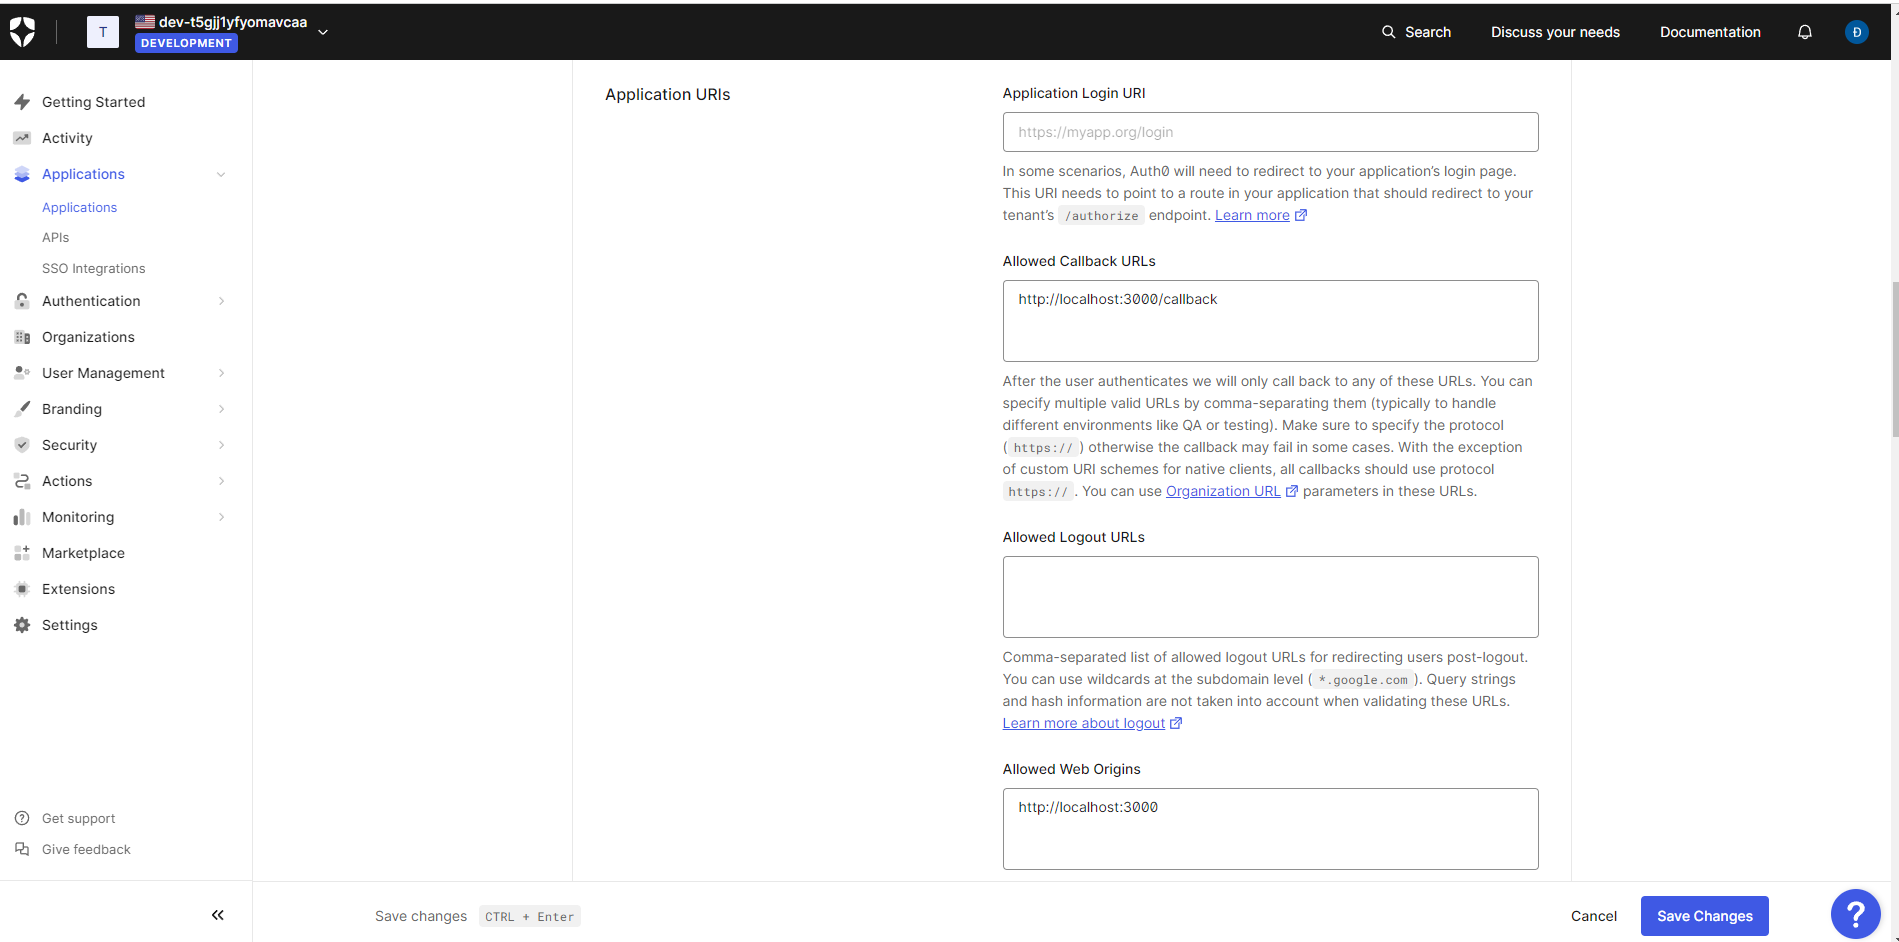 T
dev-t5gjj1yfyomavcaa
DEVELOPMENT
Search
Discuss your needs
Documentation
Đ
Getting Started
Activity
Applications
Applications
APIs
SSO Integrations
Authentication
Organizations
User Management
Branding
Security
Actions
Monitoring
Marketplace
Extensions
Settings
Get support
Give feedback
Application URIs
Application Login URI
https://myapp.org/login
In some scenarios, Auth0 will need to redirect to your application’s login page.
This URI needs to point to a route in your application that should redirect to your
tenant’s /authorize endpoint. Learn more
Allowed Callback URLs
http://localhost:3000/callback
After the user authenticates we will only call back to any of these URLs. You can
specify multiple valid URLs by comma-separating them (typically to handle
different environments like QA or testing). Make sure to specify the protocol
( https:// ) otherwise the callback may fail in some cases. With the exception
of custom URI schemes for native clients, all callbacks should use protocol
https:// . You can use Organization URL parameters in these URLs.
Allowed Logout URLs
Comma-separated list of allowed logout URLs for redirecting users post-logout.
You can use wildcards at the subdomain level ( *.google.com ). Query strings
and hash information are not taken into account when validating these URLs.
Learn more about logout
Allowed Web Origins
http://localhost:3000
Save changes CTRL + Enter
Cancel
Save Changes
?